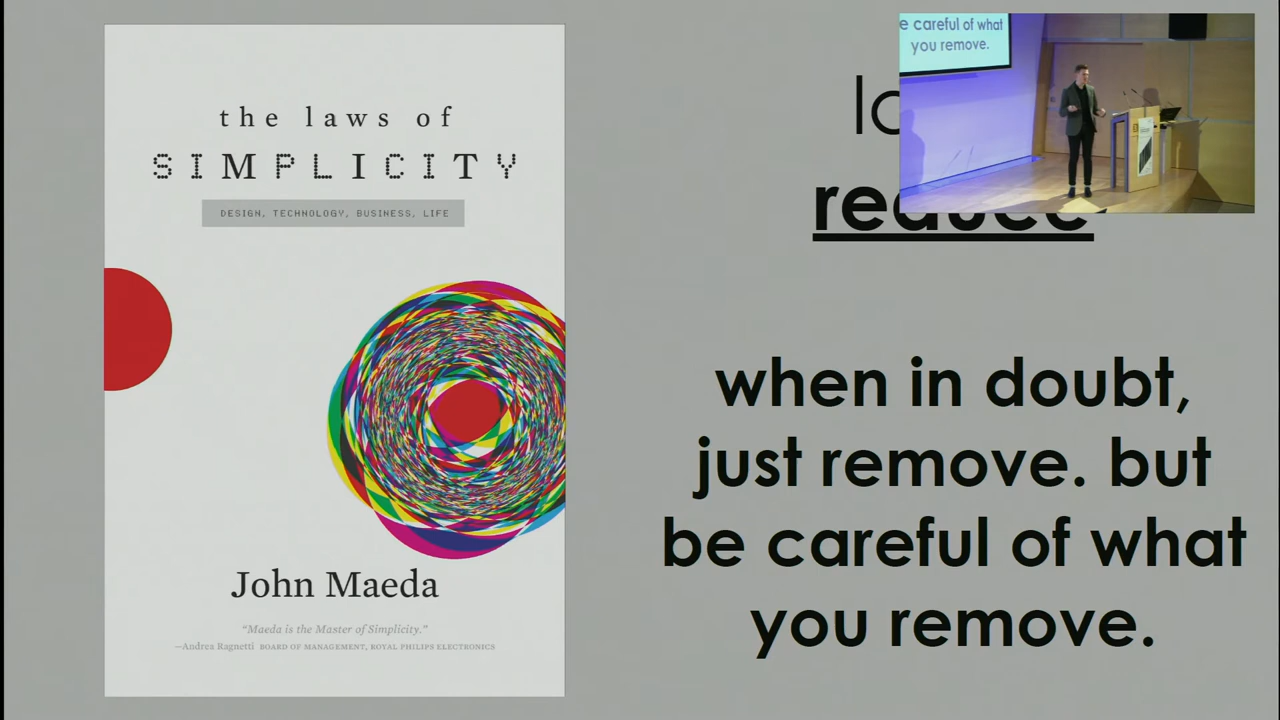 the laws of
SIMPLICITY
DESIGN, TECHNOLOGY, BUSINESS, LIFE
John Maeda
“Maeda is the Master of Simplicity.”
—Andrea Ragnetti BOARD OF MANAGEMENT, ROYAL PHILIPS ELECTRONICS
reduce
when in doubt,
just remove. but
be careful of what
you remove.
e careful of what
you remove.